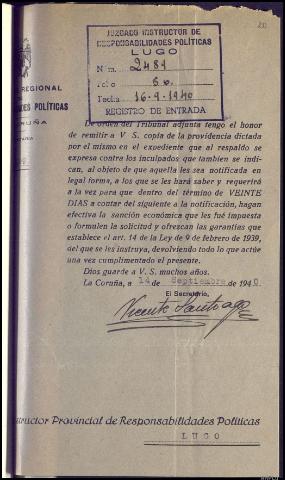 211
JUZGADO INSTRUCTOR DE
RESPONSABILIDADES POLÍTICAS
LUGO
Núm. 2481
Folio 50.
Fecha 16-9-1940
REGISTRO DE ENTRADA
REGIONAL
DADES POLÍTICAS
CORUÑA
De orden del Tribunal adjunta tengo el honor
de remitir a V S. copia de la providencia dictada
por el mismo en el expediente que al respaldo se
expresa contra los inculpados que tambien se indi-
can, al objeto de que aquella les sea notificada en
legal forma, a los que se les hará saber y requerirá
a la vez para que dentro del término de VEINTE
DIAS a contar del siguiente a la notificación, hagan
efectiva la sanción económica que les fué impuesta
o formulen la solicitud y ofrezcan las garantías que
establece el art. 14 de la Ley de 9 de febrero de 1939,
del que se les instruya, devolviendo todo lo que actúe
una vez cumplimentado el presente.
Dios guarde a V. S. muchos años.
La Coruña, a 14 de Septiembre de 1940
El Secretario,
Vicente Santiago
structor Provincial de Responsabilidades Políticas
LUGO